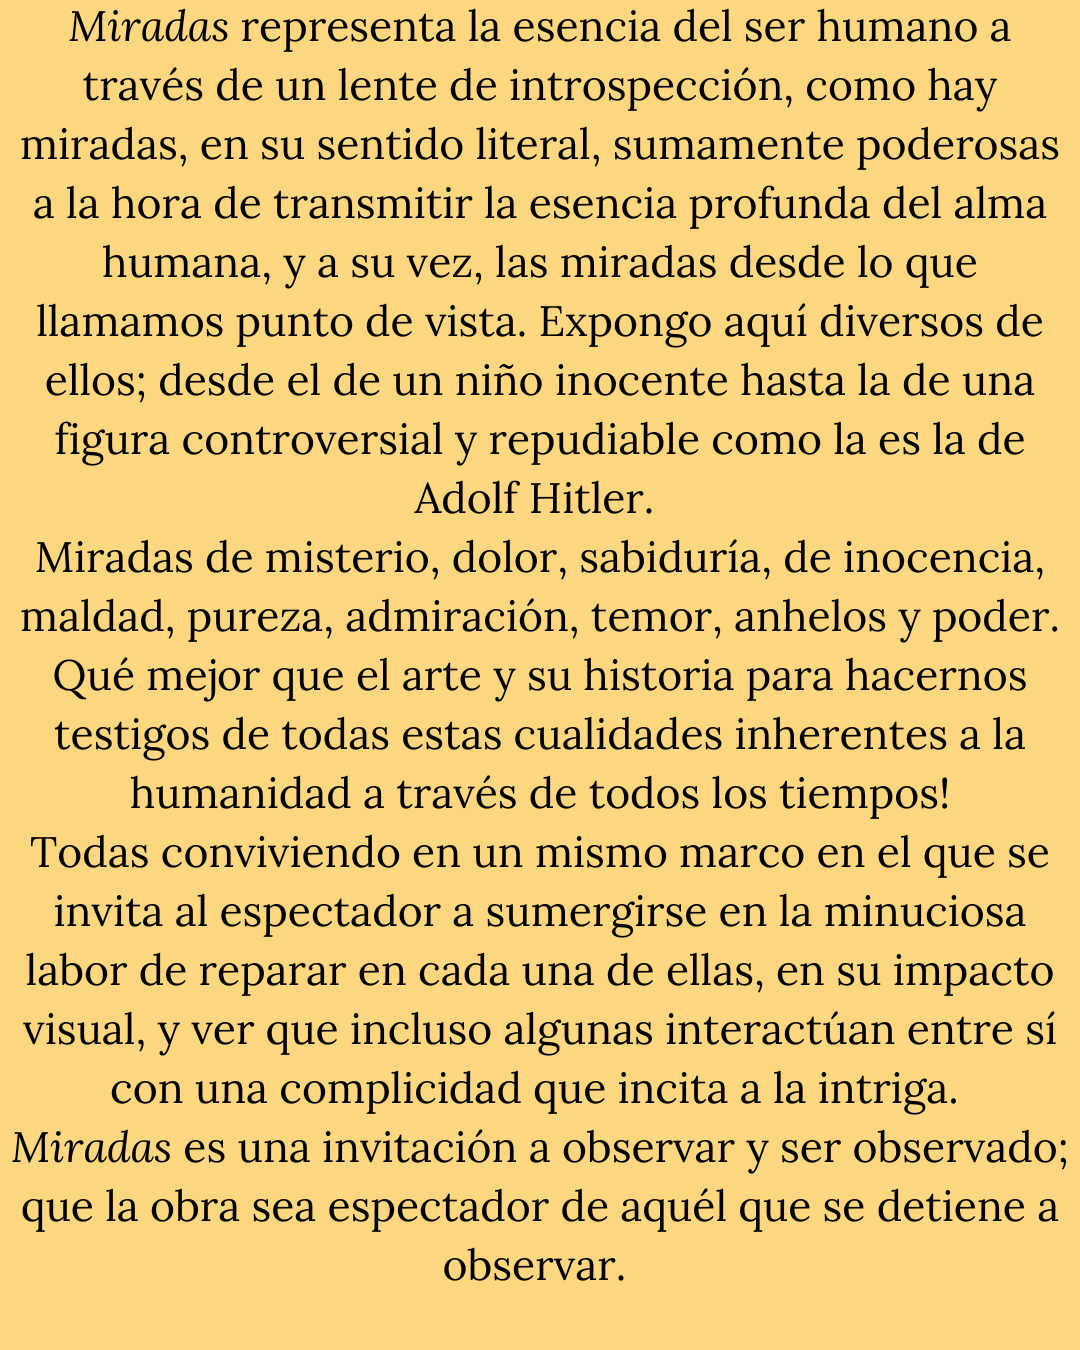 Miradas representa la esencia del ser humano a
través de un lente de introspección, como hay
miradas, en su sentido literal, sumamente poderosas
a la hora de transmitir la esencia profunda del alma
humana, y a su vez, las miradas desde lo que
llamamos punto de vista. Expongo aquí diversos de
ellos; desde el de un niño inocente hasta la de una
figura controversial y repudiable como la es la de
Adolf Hitler.
Miradas de misterio, dolor, sabiduría, de inocencia,
maldad, pureza, admiración, temor, anhelos y poder.
Qué mejor que el arte y su historia para hacernos
testigos de todas estas cualidades inherentes a la
humanidad a través de todos los tiempos!
Todas conviviendo en un mismo marco en el que se
invita al espectador a sumergirse en la minuciosa
labor de reparar en cada una de ellas, en su impacto
visual, y ver que incluso algunas interactúan entre sí
con una complicidad que incita a la intriga.
Miradas es una invitación a observar y ser observado;
que la obra sea espectador de aquél que se detiene a
observar.